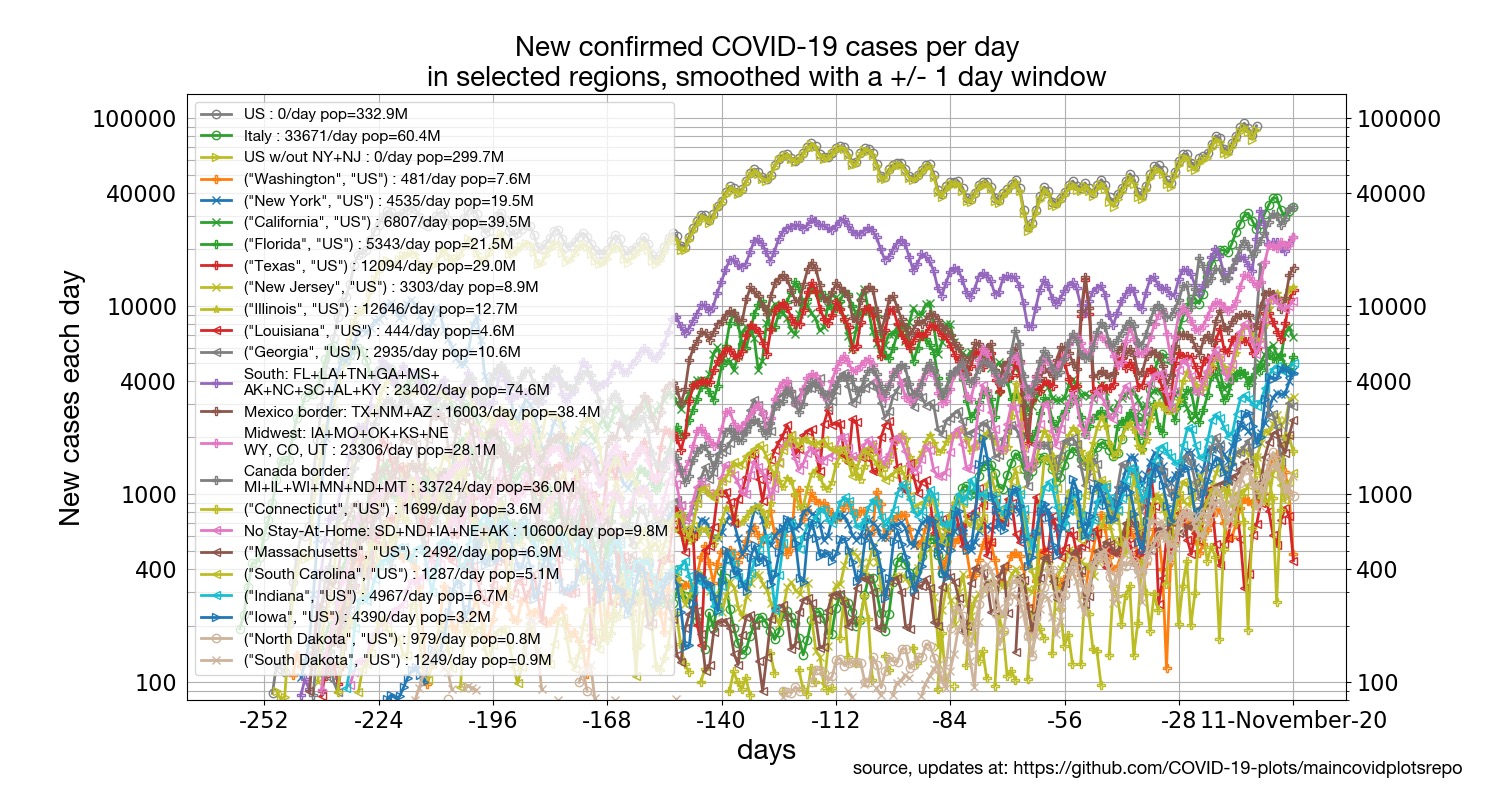 New confirmed COVID-19 cases per day
in selected regions, smoothed with a +/- 1 day window
New cases each day
100000
40000
10000
4000
1000
400
100
US : 0/day pop=332.9M
Italy : 33671/day pop=60.4M
US w/out NY+NJ : 0/day pop=299.7M
("Washington", "US") : 481/day pop=7.6M
("New York", "US") : 4535/day pop=19.5M
("California", "US") : 6807/day pop=39.5M
("Florida", "US") : 5343/day pop=21.5M
("Texas", "US") : 12094/day pop=29.0M
("New Jersey", "US") : 3303/day pop=8.9M
("Illinois", "US") : 12646/day pop=12.7M
("Louisiana", "US") : 444/day pop=4.6M
("Georgia", "US") : 2935/day pop=10.6M
South: FL+LA+TN+GA+MS+
AK+NC+SC+AL+KY : 23402/day pop=74.6M
Mexico border: TX+NM+AZ : 16003/day pop=38.4M
Midwest: IA+MO+OK+KS+NE
WY, CO, UT : 23306/day pop=28.1M
Canada border:
MI+IL+WI+MN+ND+MT : 33724/day pop=36.0M
("Connecticut", "US") : 1699/day pop=3.6M
No Stay-At-Home: SD+ND+IA+NE+AK : 10600/day pop=9.8M
("Massachusetts", "US") : 2492/day pop=6.9M
("South Carolina", "US") : 1287/day pop=5.1M
("Indiana", "US") : 4967/day pop=6.7M
("Iowa", "US") : 4390/day pop=3.2M
("North Dakota", "US") : 979/day pop=0.8M
("South Dakota", "US") : 1249/day pop=0.9M
100000
40000
10000
4000
1000
400
100
-252 -224 -196 -168 -140 -112 -84 -56 -28 11-November-20
days
source, updates at: https://github.com/COVID-19-plots/maincovidplotsrepo